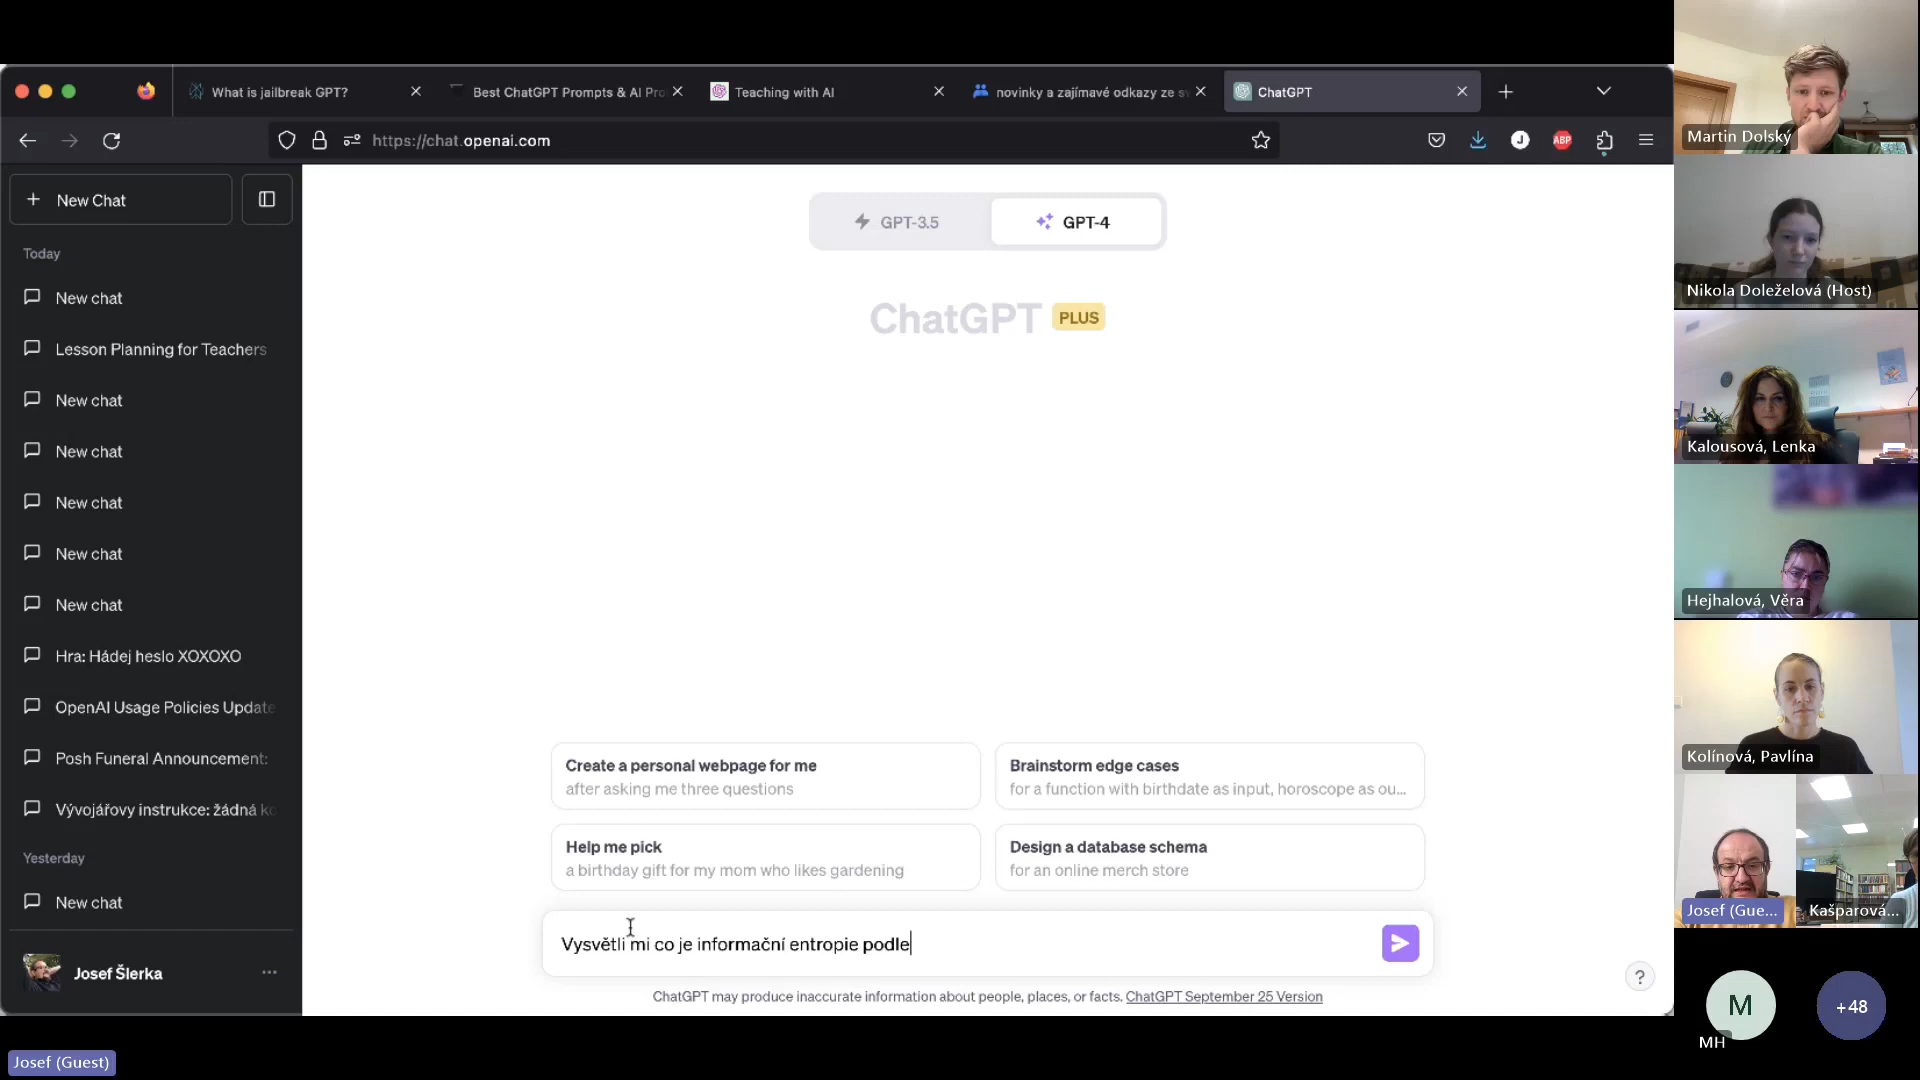 What is jailbreak GPT?
Best ChatGPT Prompts & AI Pro
Teaching with AI
novinky a zajímavé odkazy ze s
ChatGPT
https://chat.openai.com
ABP
J
New Chat
Today
New chat
Lesson Planning for Teachers
New chat
New chat
New chat
New chat
New chat
Hra: Hádej heslo XOXOXO
OpenAI Usage Policies Update
Posh Funeral Announcement:
Vývojářovy instrukce: žádná ko
Yesterday
New chat
Josef Šlerka
GPT-3.5
GPT-4
ChatGPT PLUS
Create a personal webpage for me
after asking me three questions
Brainstorm edge cases
for a function with birthdate as input, horoscope as ou...
Help me pick
a birthday gift for my mom who likes gardening
Design a database schema
for an online merch store
Vysvětli mi co je informační entropie podle
ChatGPT may produce inaccurate information about people, places, or facts. ChatGPT September 25 Version
?
Josef (Guest)
Martin Dolský
Nikola Doleželová (Host)
Kalousová, Lenka
Hejhalová, Věra
Kolínová, Pavlína
Josef (Gue...
Kašparová...
M
MH
+48